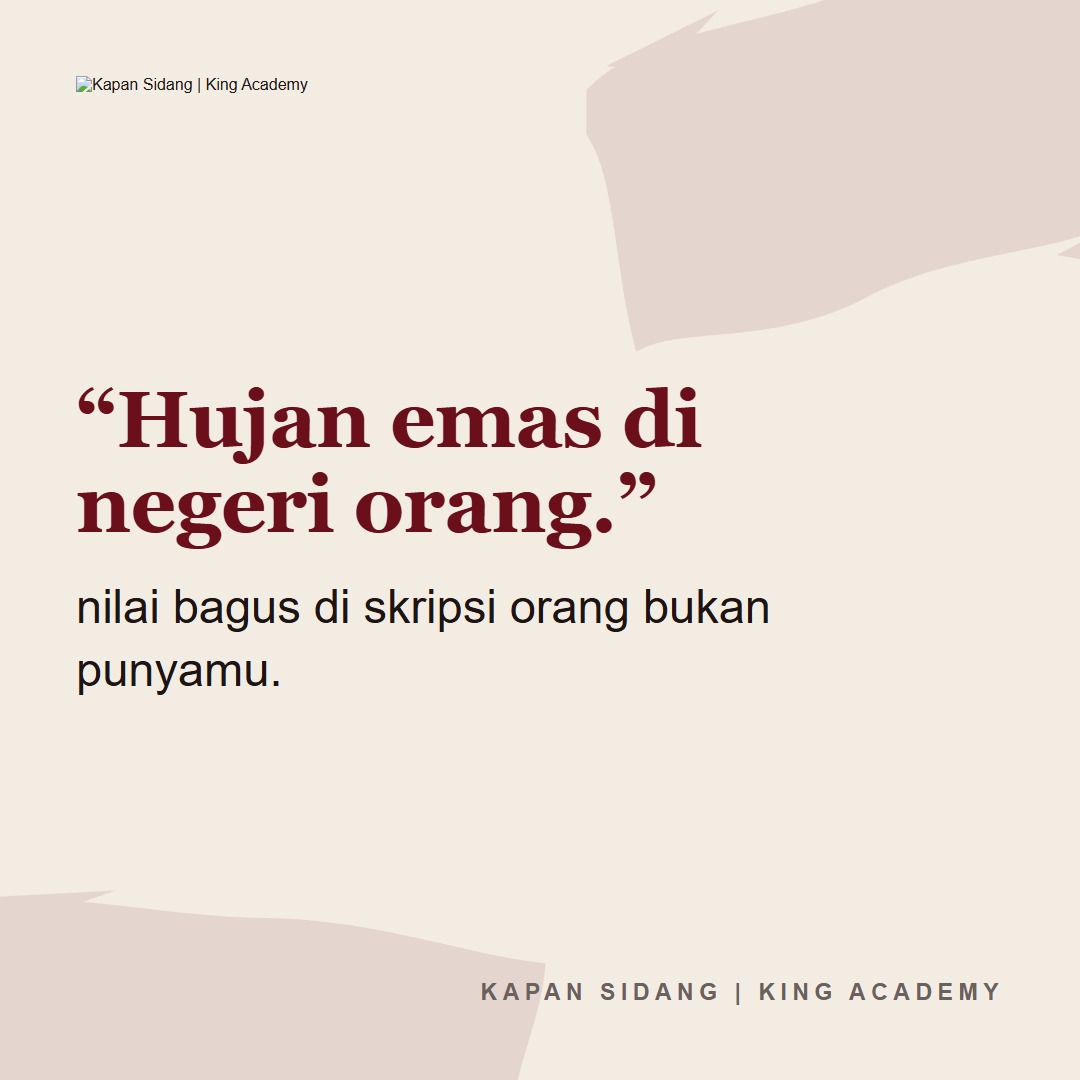 Kapan Sidang | King Academy
“Hujan emas di
negeri orang.”
nilai bagus di skripsi orang bukan
punyamu.
KAPAN SIDANG | KING ACADEMY